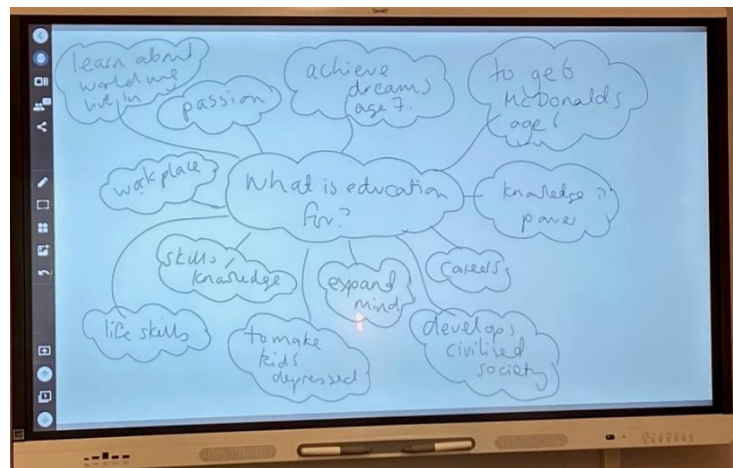 learn about
world we
live in
passion
achieve
dreams
age 7.
to get
McDonalds
age 6
workplace
What is education
for?
knowledge is
power
skills/
knowledge
expand
mind
careers
life skills
to make
kids
depressed
develops
civilised
society